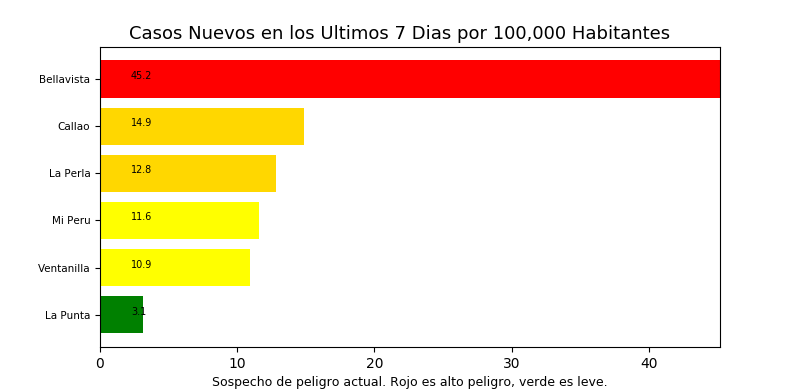 Casos Nuevos en los Ultimos 7 Dias por 100,000 Habitantes
Bellavista 45.2
Callao 14.9
La Perla 12.8
Mi Peru 11.6
Ventanilla 10.9
La Punta 3.1
0 10 20 30 40
Sospecho de peligro actual. Rojo es alto peligro, verde es leve.